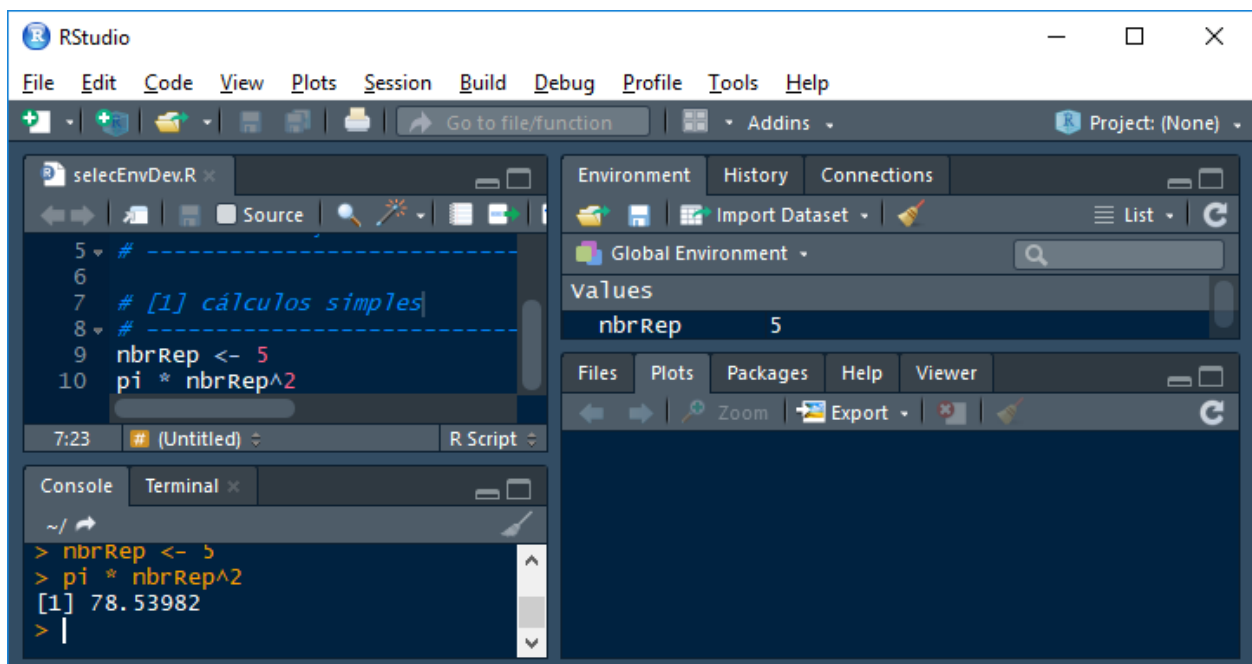 RStudio
File Edit Code View Plots Session Build Debug Profile Tools Help
Go to file/function Addins Project: (None)
selecEnvDev.R
Source
5 # ----------------------------
6
7 # [1] cálculos simples
8 # ----------------------------
9 nbrRep <- 5
10 pi * nbrRep^2
7:23 # (Untitled) R Script
Console Terminal
~/
> nbrRep <- 5
> pi * nbrRep^2
[1] 78.53982
>
Environment History Connections
Import Dataset List
Global Environment
Values
nbrRep 5
Files Plots Packages Help Viewer
Zoom Export